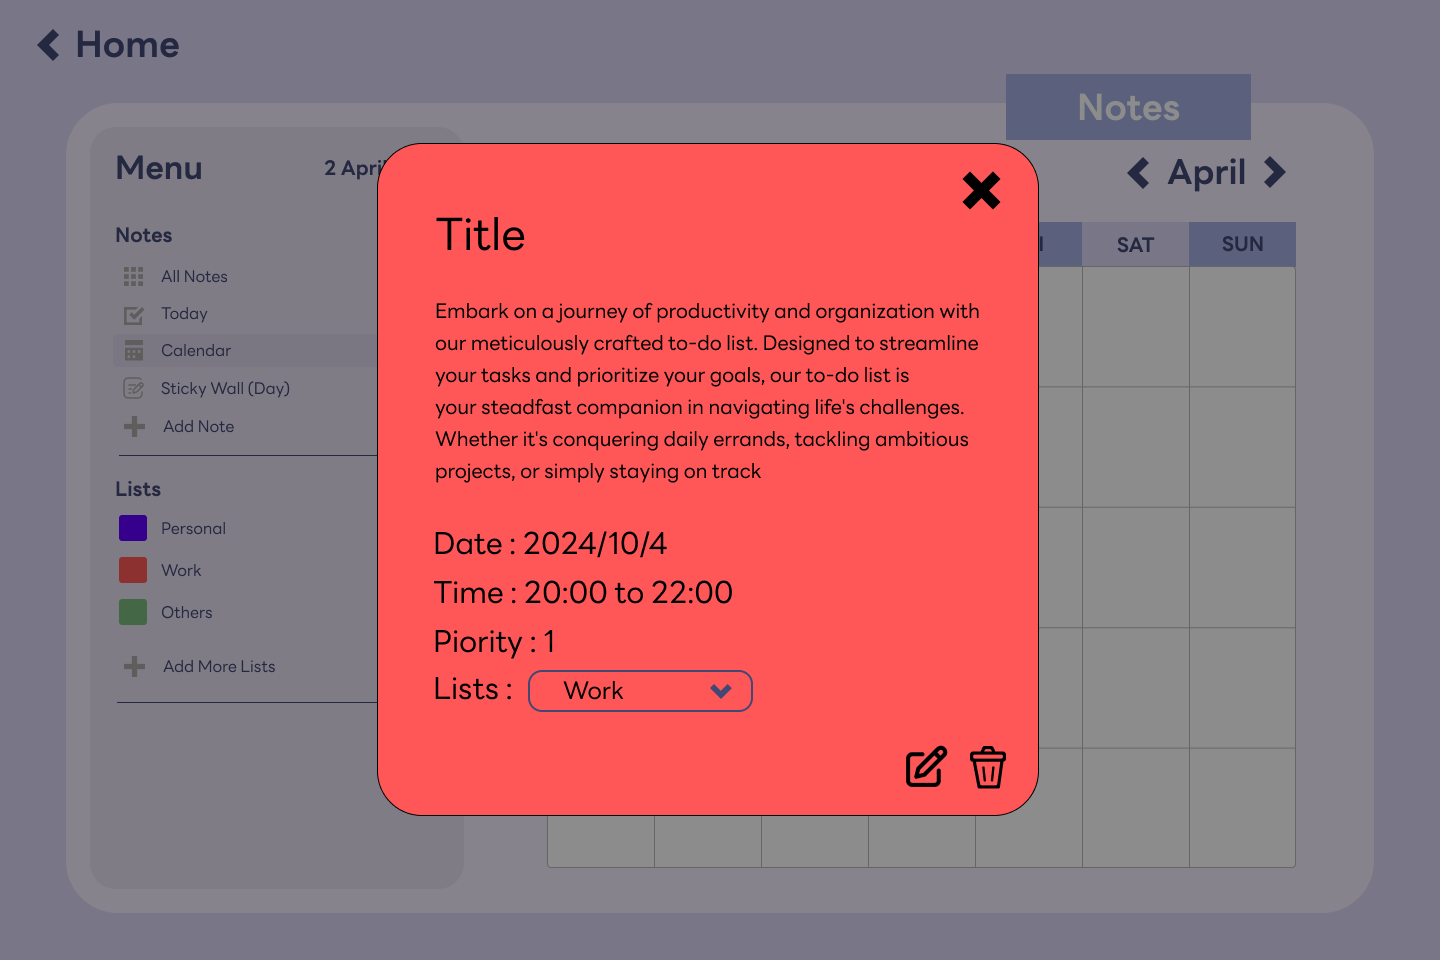 Home
Notes
Menu
2 April
April
Notes
All Notes
Today
Calendar
Sticky Wall (Day)
Add Note
Lists
Personal
Work
Others
Add More Lists
SAT
SUN
Title
Embark on a journey of productivity and organization with
our meticulously crafted to-do list. Designed to streamline
your tasks and prioritize your goals, our to-do list is
your steadfast companion in navigating life's challenges.
Whether it's conquering daily errands, tackling ambitious
projects, or simply staying on track
Date : 2024/10/4
Time : 20:00 to 22:00
Piority : 1
Lists : Work